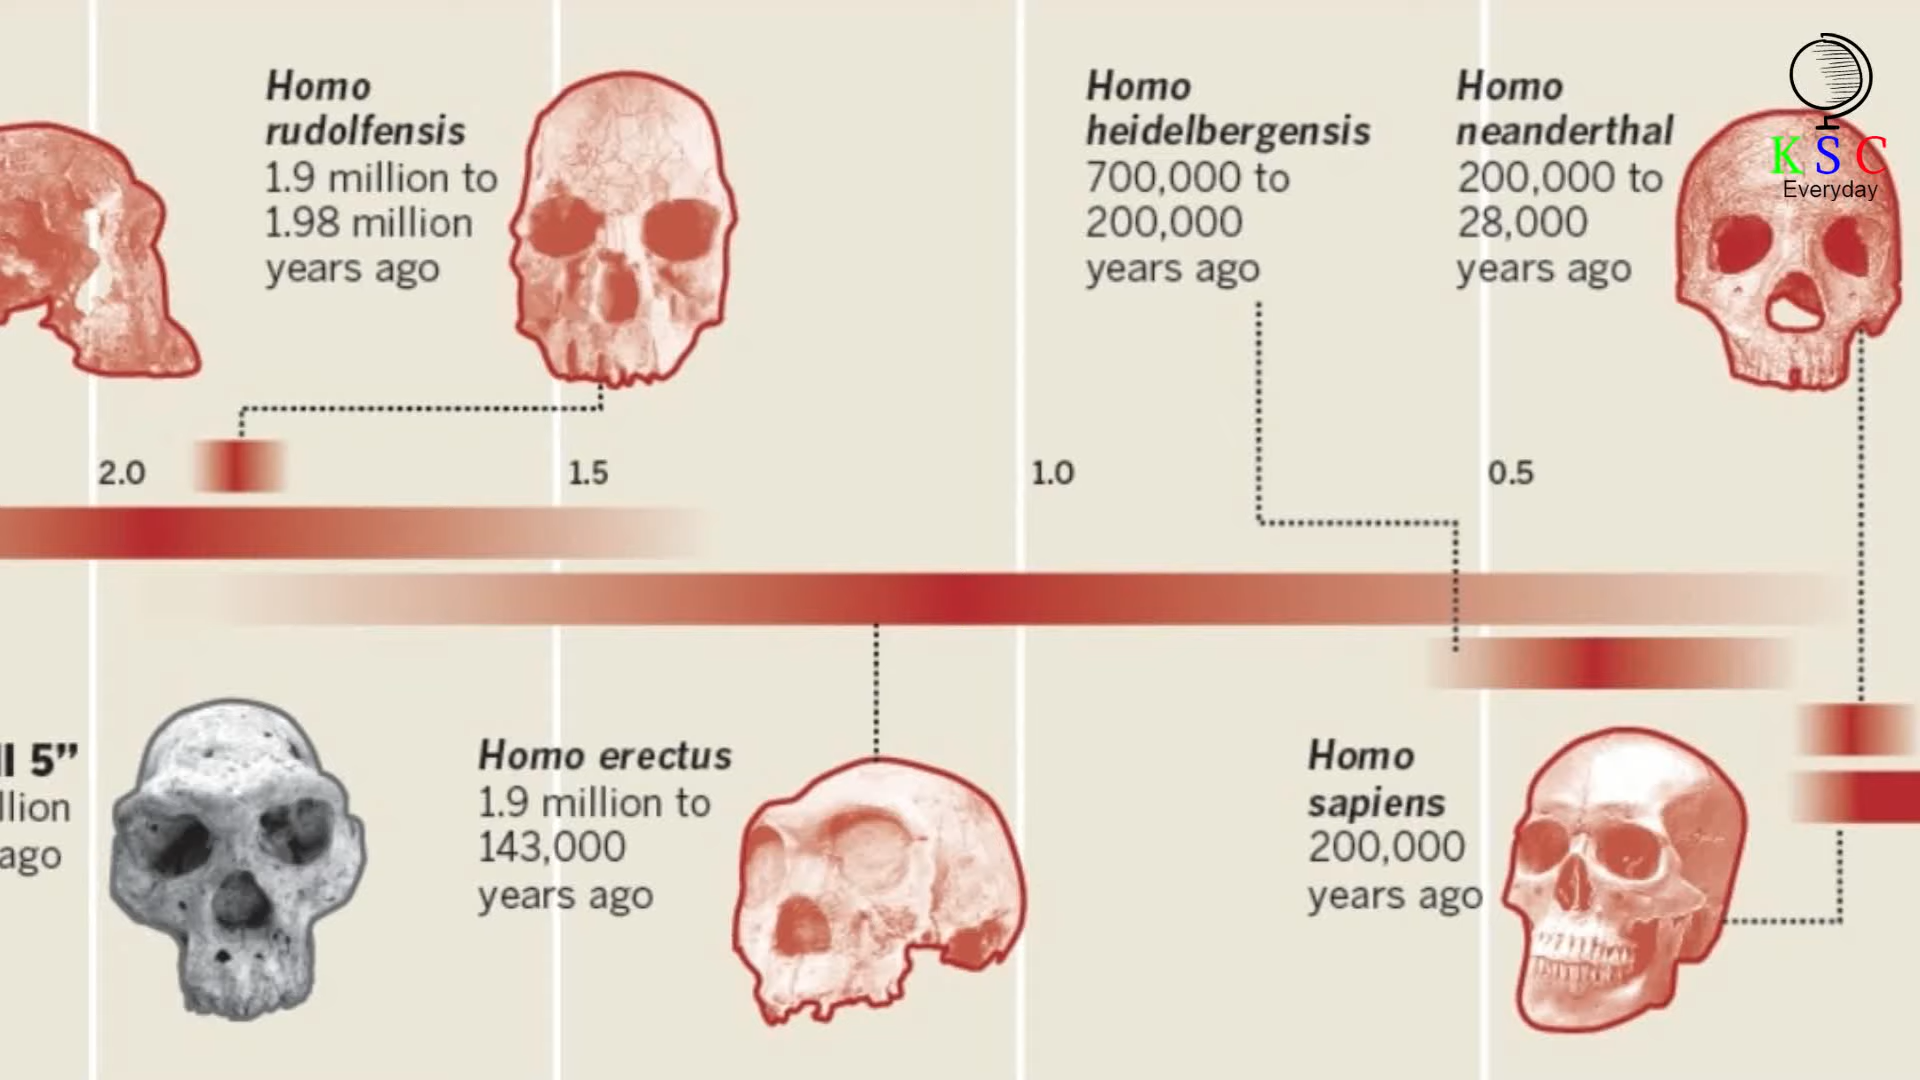 Homo
rudolfensis
1.9 million to
1.98 million
years ago
Homo
heidelbergensis
700,000 to
200,000
years ago
Homo
neanderthal
200,000 to
28,000
years ago
K S C
Everyday
2.0
1.5
1.0
0.5
ll 5”
llion
ago
Homo erectus
1.9 million to
143,000
years ago
Homo
sapiens
200,000
years ago